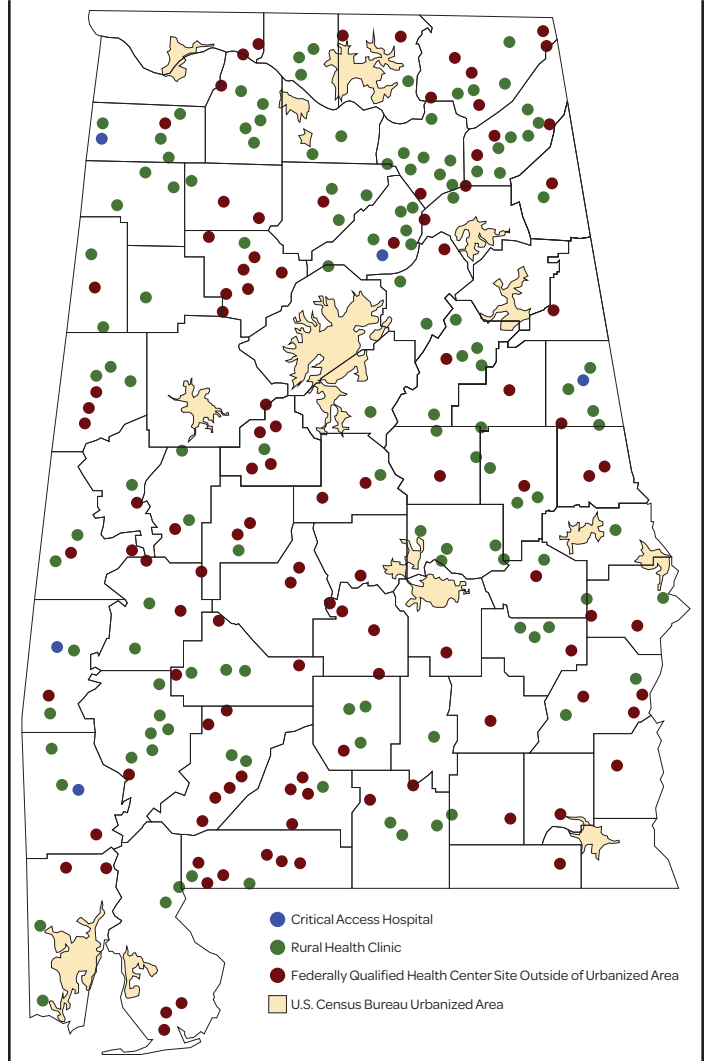 Critical Access Hospital
Rural Health Clinic
Federally Qualified Health Center Site Outside of Urbanized Area
U.S. Census Bureau Urbanized Area